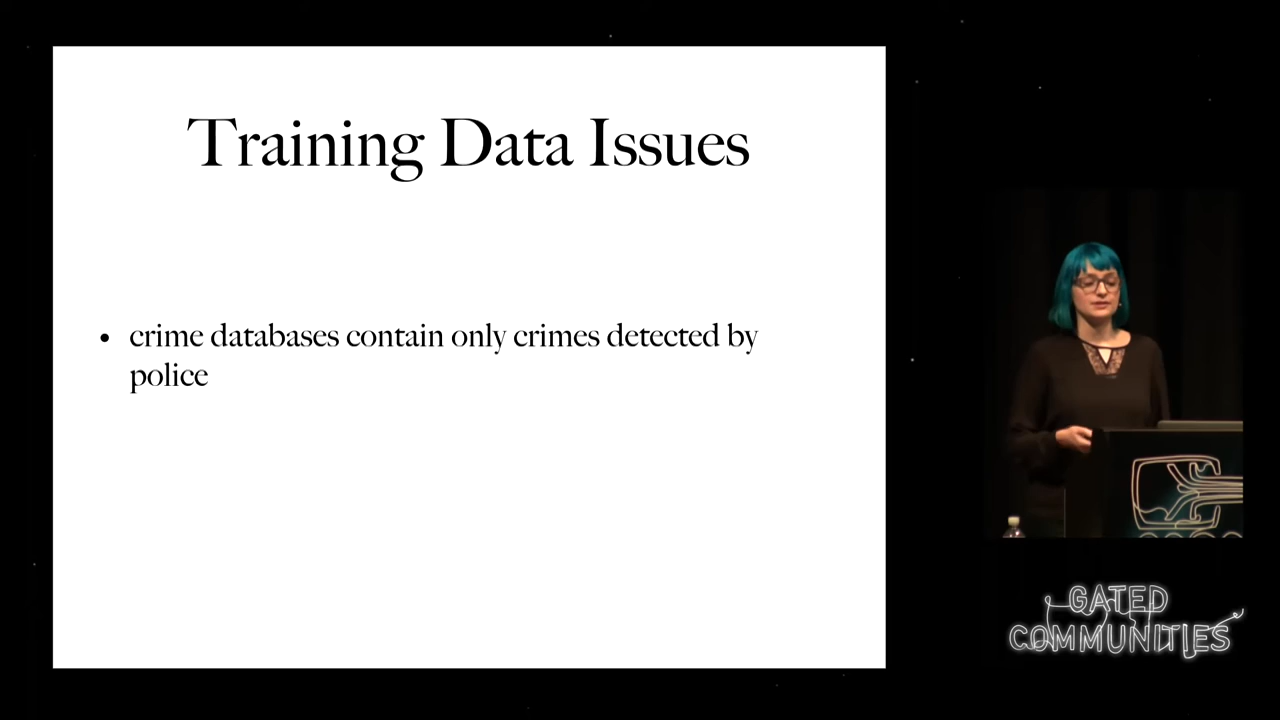 Training Data Issues
• crime databases contain only crimes detected by
police
GATED
COMMUNITIES